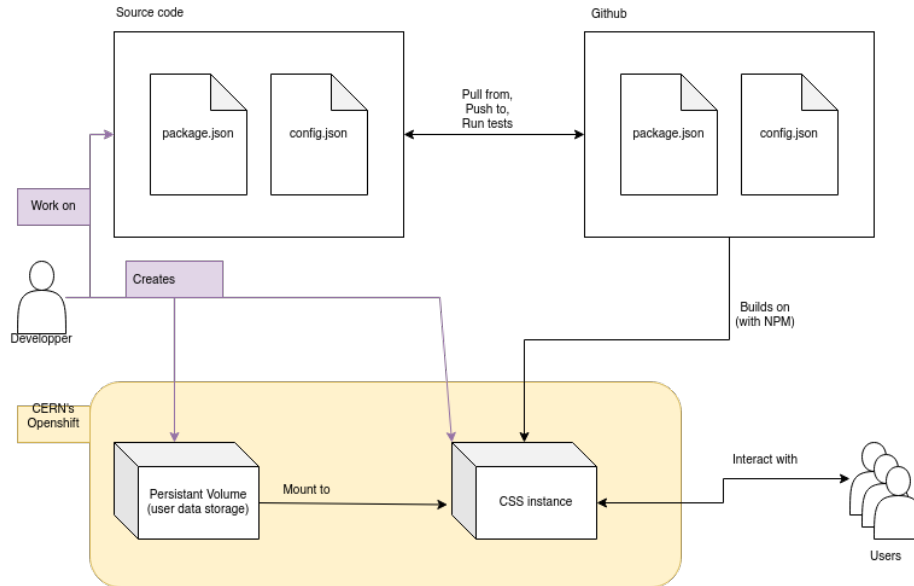 Source code
Github
package.json
config.json
Pull from,
Push to,
Run tests
package.json
config.json
Work on
Creates
Developper
Builds on
(with NPM)
CERN's
Openshift
Persistant Volume
(user data storage)
Mount to
CSS instance
Interact with
Users